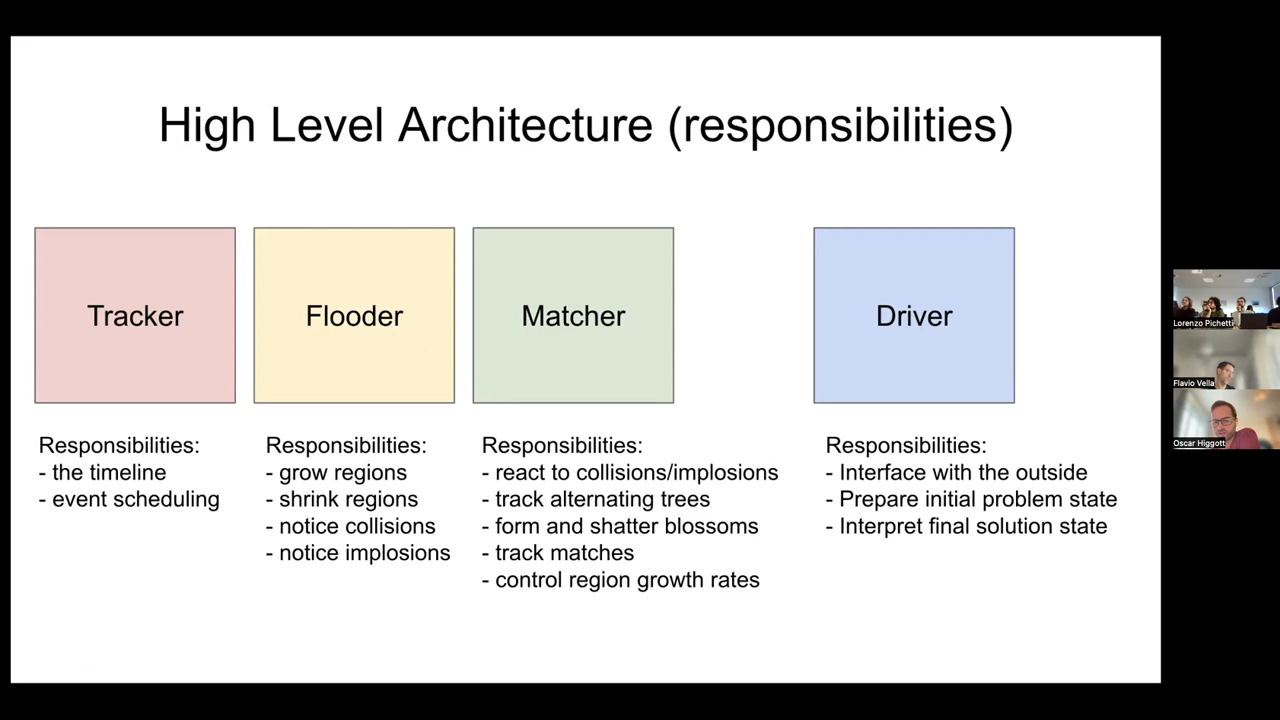 High Level Architecture (responsibilities)
Tracker
Flooder
Matcher
Driver
Responsibilities:
- the timeline
- event scheduling
Responsibilities:
- grow regions
- shrink regions
- notice collisions
- notice implosions
Responsibilities:
- react to collisions/implosions
- track alternating trees
- form and shatter blossoms
- track matches
- control region growth rates
Responsibilities:
- Interface with the outside
- Prepare initial problem state
- Interpret final solution state
Lorenzo Pichetti
Flavio Vella
Oscar Higgott